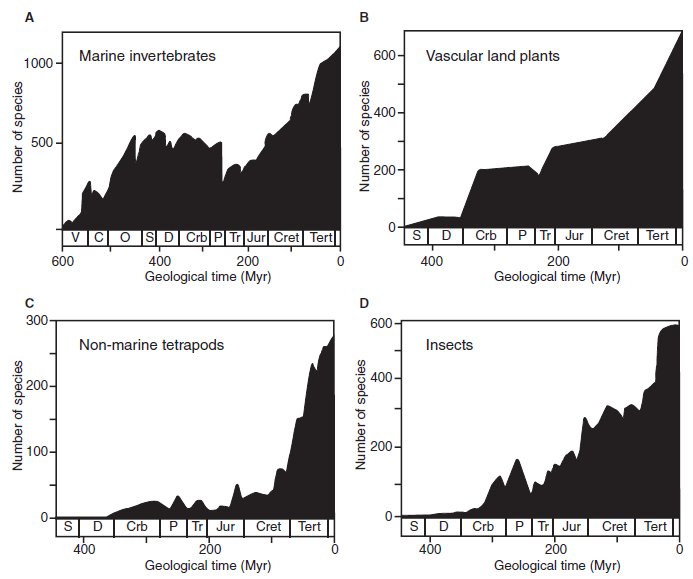 A
Marine invertebrates
Number of species
1000
500
V C O S D Crb P Tr Jur Cret Tert
600 400 200 0
Geological time (Myr)
B
Vascular land plants
Number of species
600
400
200
0
S D Crb P Tr Jur Cret Tert
400 200 0
Geological time (Myr)
C
Non-marine tetrapods
Number of species
300
200
100
0
S D Crb P Tr Jur Cret Tert
400 200 0
Geological time (Myr)
D
Insects
Number of species
600
400
200
0
S D Crb P Tr Jur Cret Tert
400 200 0
Geological time (Myr)